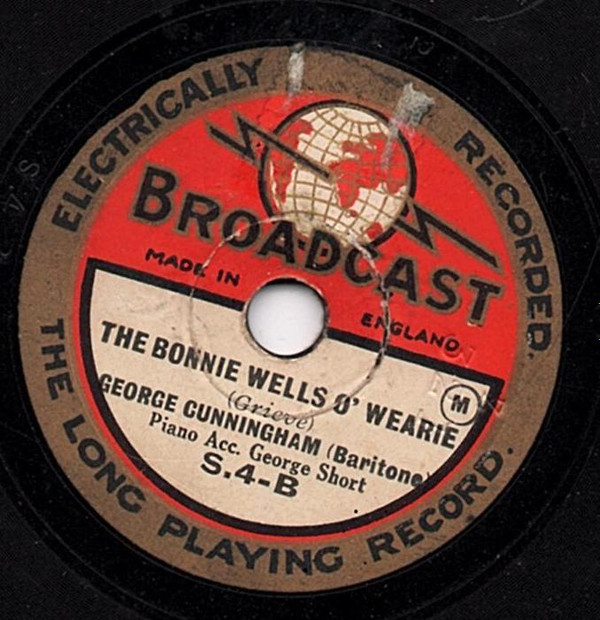 ELECTRICALLY RECORDED.
BROADCAST
MADE IN ENGLAND
THE BONNIE WELLS O' WEARIE
(Grieve)
M
GEORGE CUNNINGHAM (Baritone)
Piano Acc. George Short
S.4-B
THE LONG PLAYING RECORD.